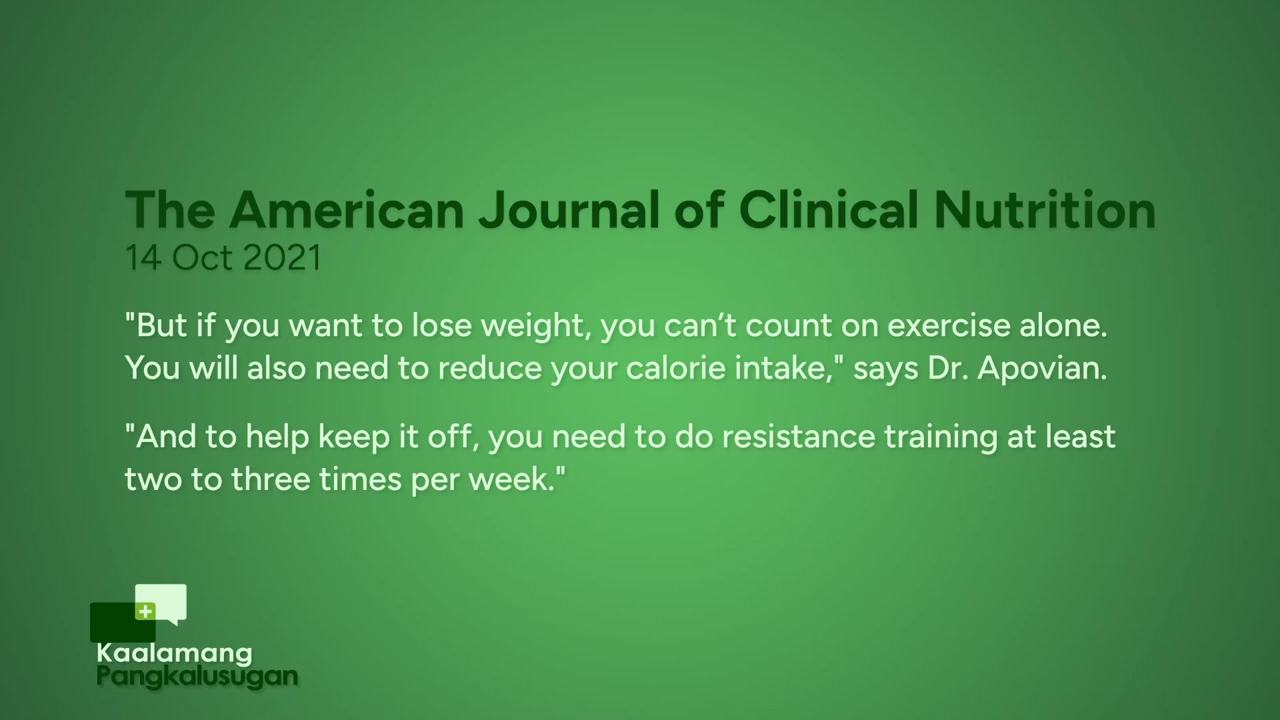 The American Journal of Clinical Nutrition
14 Oct 2021
"But if you want to lose weight, you can’t count on exercise alone.
You will also need to reduce your calorie intake," says Dr. Apovian.
"And to help keep it off, you need to do resistance training at least
two to three times per week."
Kaalamang
Pangkalusugan